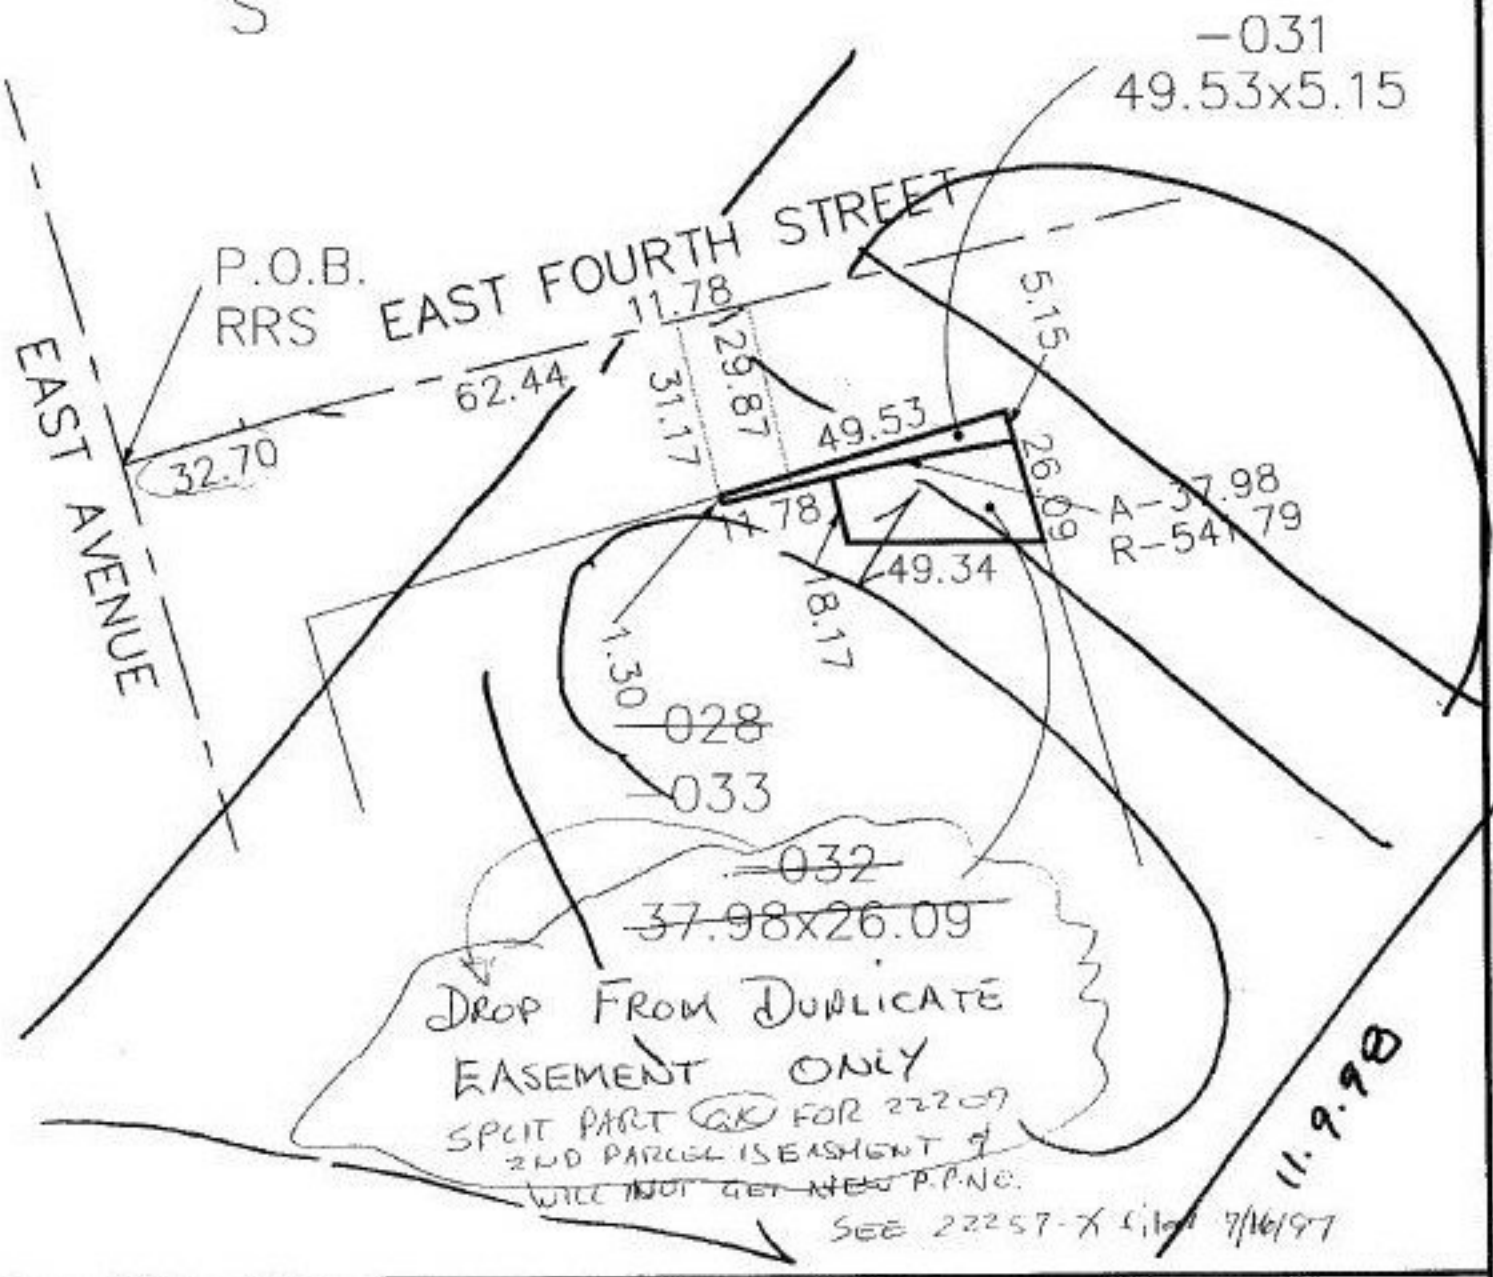 S
-031
49.53x5.15
P.O.B.
RRS
EAST FOURTH STREET
11.78
62.44
32.70
31.17
29.87
5.15
49.53
EAST AVENUE
26.09
A-37.98
R-541.79
11.78
49.34
18.17
1.30
-028
-033
-032
37.98x26.09
DROP FROM DUPLICATE
EASEMENT ONLY
SPLIT PART OK FOR 22209
2ND PARCEL IS EASMENT &
WILL NOT GET NEW P.P.NO.
SEE 22257-X filed 7/16/97
11.9.98